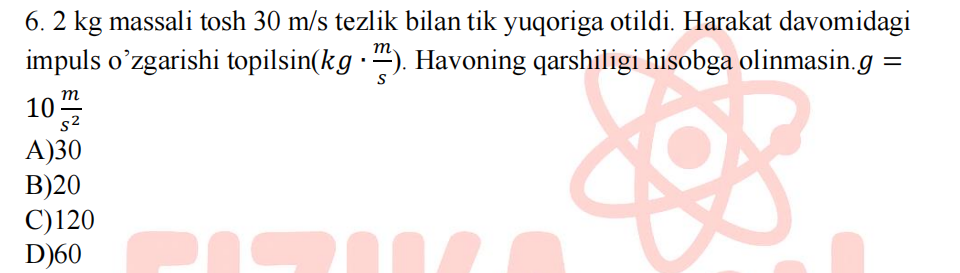 6. 2 kg massali tosh 30 m/s tezlik bilan tik yuqoriga otildi. Harakat davomidagi
impuls o’zgarishi topilsin(kg · m/s). Havoning qarshiligi hisobga olinmasin.g =
10 m/s²
A)30
B)20
C)120
D)60